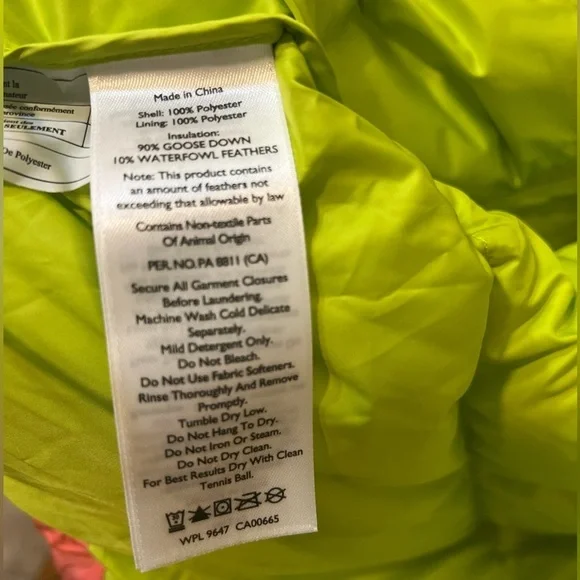 Made in China
Shell: 100% Polyester
Lining: 100% Polyester
Insulation:
90% GOOSE DOWN
10% WATERFOWL FEATHERS
Note: This product contains
an amount of feathers not
exceeding that allowable by law
Contains Non-textile Parts
Of Animal Origin
PER.NO.PA 8811 (CA)
Secure All Garment Closures
Before Laundering.
Machine Wash Cold Delicate
Separately.
Mild Detergent Only.
Do Not Bleach.
Do Not Use Fabric Softeners.
Rinse Thoroughly And Remove
Promptly.
Tumble Dry Low.
Do Not Hang To Dry.
Do Not Iron Or Steam.
Do Not Dry Clean.
For Best Results Dry With Clean
Tennis Ball.
WPL 9647 CA00665
conformément
province
SEULEMENT
De Polyester